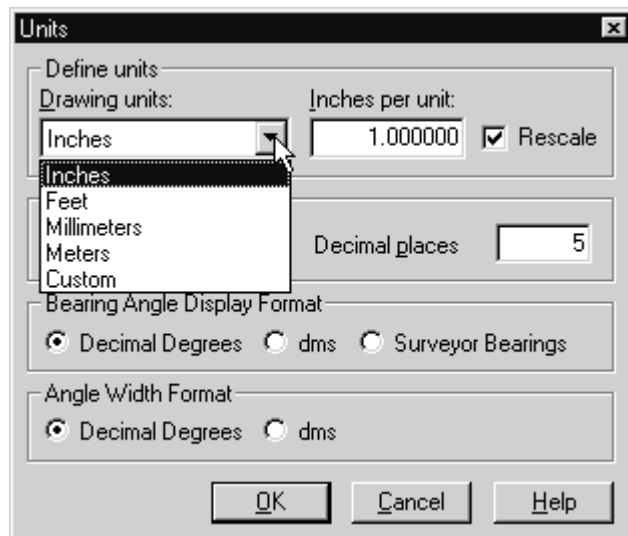 Units
Define units
Drawing units:
Inches per unit:
Inches
1.000000
Rescale
Inches
Feet
Millimeters
Meters
Custom
Decimal places
5
Bearing Angle Display Format
Decimal Degrees
dms
Surveyor Bearings
Angle Width Format
Decimal Degrees
dms
OK
Cancel
Help